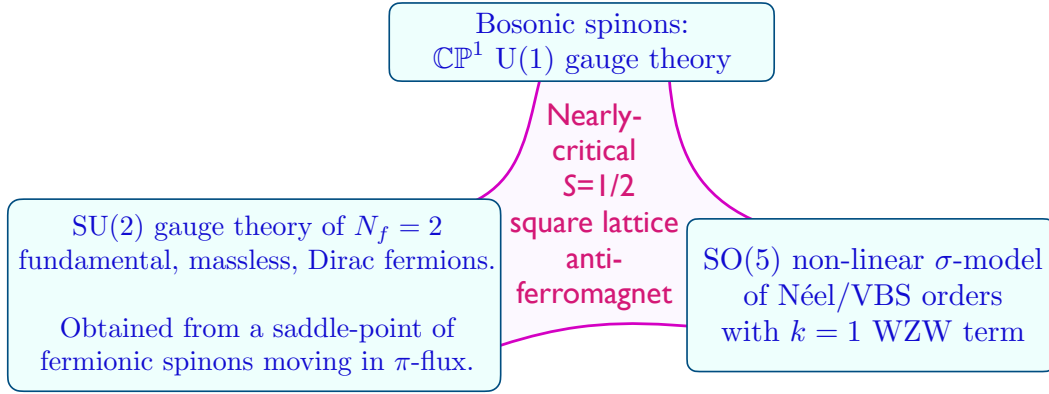 Bosonic spinons:
ℂℙ¹ U(1) gauge theory
Nearly-
critical
S=1/2
square lattice
anti-
ferromagnet
SU(2) gauge theory of N_f = 2
fundamental, massless, Dirac fermions.
Obtained from a saddle-point of
fermionic spinons moving in π-flux.
SO(5) non-linear σ-model
of Néel/VBS orders
with k = 1 WZW term